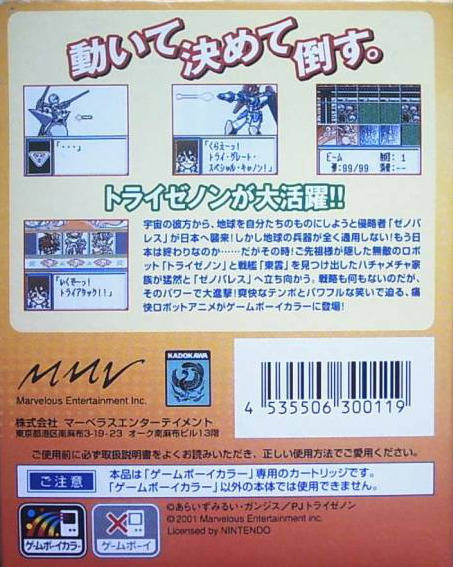 動いて決めて倒す。
「・・・」
「くらえーっ!
トライ・グレート・
スペシャル・キャノン!」
E-ム
敵:99/99
1
トライゼノンが大活躍!!
「いくぞーっ!
トライアタック!!」
宇宙の彼方から、地球を自分たちのものにしようと侵略者「ゼノバ
レス」が日本へ襲来!しかし地球の兵器が全く通用しない!もう日
本は終わりなのか……だがその時!ご先祖様が隠した無敵のロボッ
ト「トライゼノン」と戦艦「東雲」を見つけ出したハチャメチャ家
族が猛然と「ゼノバレス」へ立ち向かう。戦略も何もないのだが、
そのパワーで大進撃!爽快なテンポとパワフルな笑いで迫る、痛
快ロボットアニメがゲームボーイカラーに登場!
MMV
KADOKAWA
Marvelous Entertainment Inc.
4 535506 300119
株式会社 マーベラスエンターテイメント
東京都港区南麻布3-19-23 オーク南麻布ビル13階
ご使用前に必ず取扱説明書をよくお読みいただき、正しい使用方法でご愛用ください。
ご注意
本品は「ゲームボーイカラー」専用のカートリッジです。
「ゲームボーイカラー」以外の本体では使用できません。
ゲームボーイカラー
ゲームボーイ
©あらいずみるい・ガンジス/PJトライゼノン
©2001 Marvelous Entertainment inc.
Licensed by NINTENDO